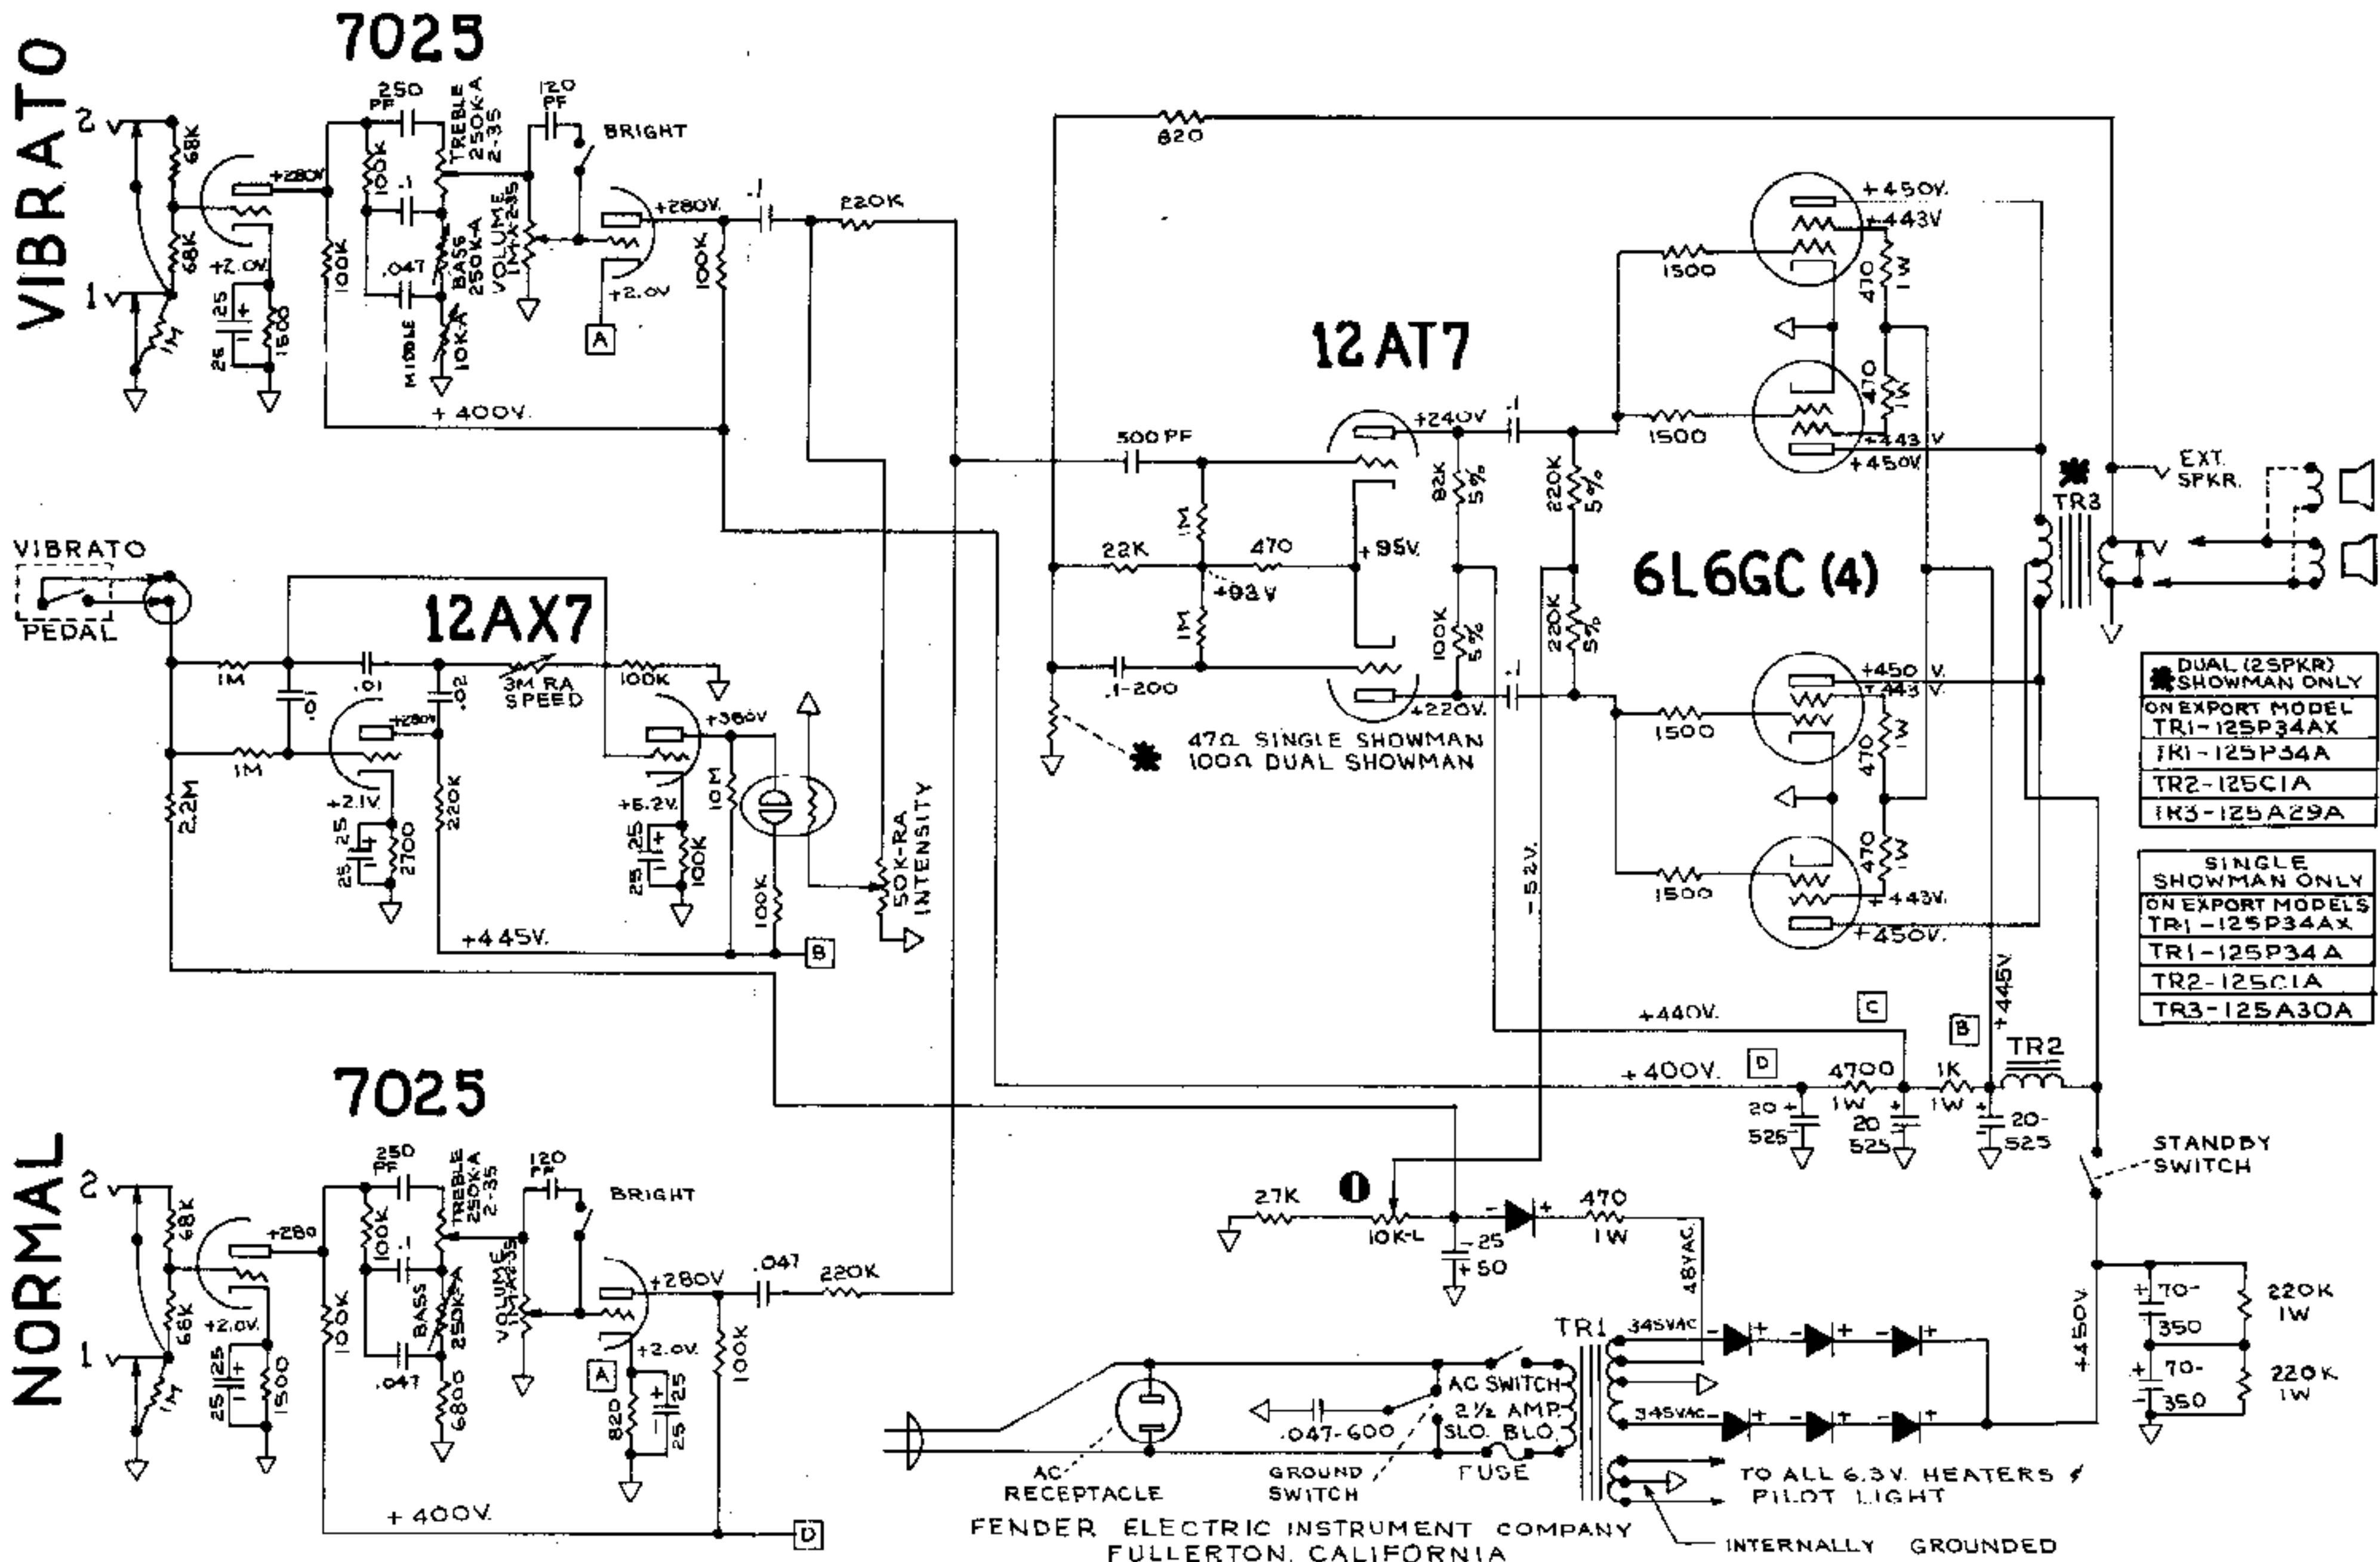 7025
VIBRATO
2
68K
68K
1
1M
+280V
+2.0V
25 25
1500
100K
250
PF
100K
.1
.047
TREBLE
250K-A
2-35
BASS
250K-A
MIDDLE
10K-A
VOLUME
120
PF
BRIGHT
+280V.
+2.0V
A
100K
.1
220K
+400V.
820
12AT7
500 PF
1M
22K
470
+93V
1M
.1-200
+95V.
+240V
+220V.
82K
5%
100K
5%
.1
.1
220K
5%
220K
5%
47Ω SINGLE SHOWMAN
100Ω DUAL SHOWMAN
1500
1500
1500
1500
+450V.
+443V
470
1W
470
1W
+443 V
+450V.
6L6GC (4)
+450 V.
+443 V.
470
1W
470
1W
+443V.
+450V.
EXT.
SPKR.
TR3
DUAL (2SPKR)
SHOWMAN ONLY
ON EXPORT MODEL
TR1-125P34AX
TR1-125P34A
TR2-125C1A
TR3-125A29A
SINGLE
SHOWMAN ONLY
ON EXPORT MODELS
TR1-125P34AX
TR1-125P34A
TR2-125C1A
TR3-125A30A
VIBRATO
PEDAL
12AX7
1M
.01
.01
.02
3M RA
SPEED
100K
1M
2.2M
+280V
+2.1V.
25 25
2700
220K
+380V
25 25
100K
10M
100K
50K-RA
INTENSITY
+445V.
B
-52V.
+440V.
C
B
+445V.
TR2
+400V.
D
4700
1W
1K
1W
20
525
20
525
20-
525
STANDBY
SWITCH
7025
NORMAL
2
68K
68K
1
1M
+280
+2.0V.
25 25
1500
100K
250
100K
.1
.047
TREBLE
250K-A
2-35
BASS
250K-A
6800
VOLUME
120
BRIGHT
+280V
+2.0V.
A
820
25 25
100K
.047
220K
+400V.
D
27K
10K-L
-25
+50
470
1W
48VAC.
TR1
345VAC
345VAC
+450V.
70-
350
70-
350
220K
1W
220K
1W
AC SWITCH
2½ AMP.
SLO. BLO.
FUSE
.047-600
GROUND
SWITCH
AC
RECEPTACLE
TO ALL 6.3V. HEATERS &
PILOT LIGHT
INTERNALLY GROUNDED
FENDER ELECTRIC INSTRUMENT COMPANY
FULLERTON, CALIFORNIA